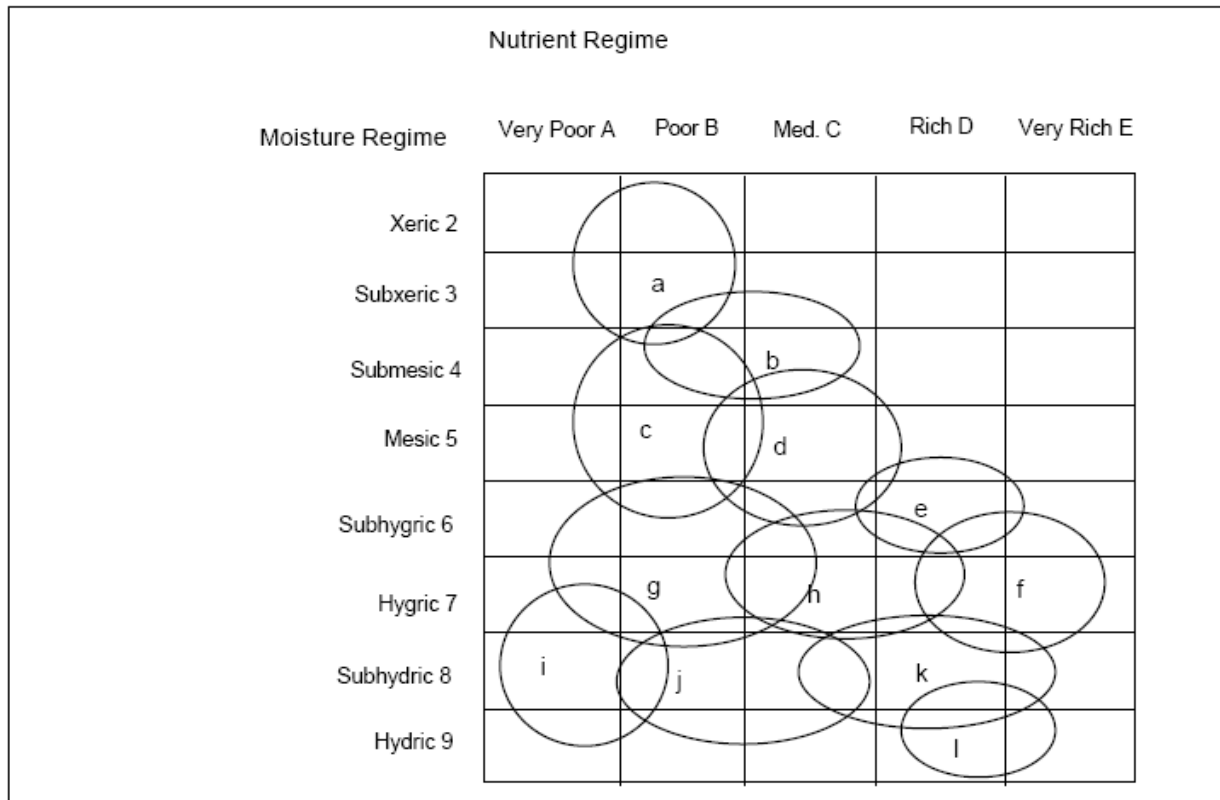 Nutrient Regime
Moisture Regime
Very Poor A
Poor B
Med. C
Rich D
Very Rich E
Xeric 2
a
Subxeric 3
b
Submesic 4
c
d
Mesic 5
e
Subhygric 6
g
h
f
Hygric 7
i
j
k
Subhydric 8
l
Hydric 9